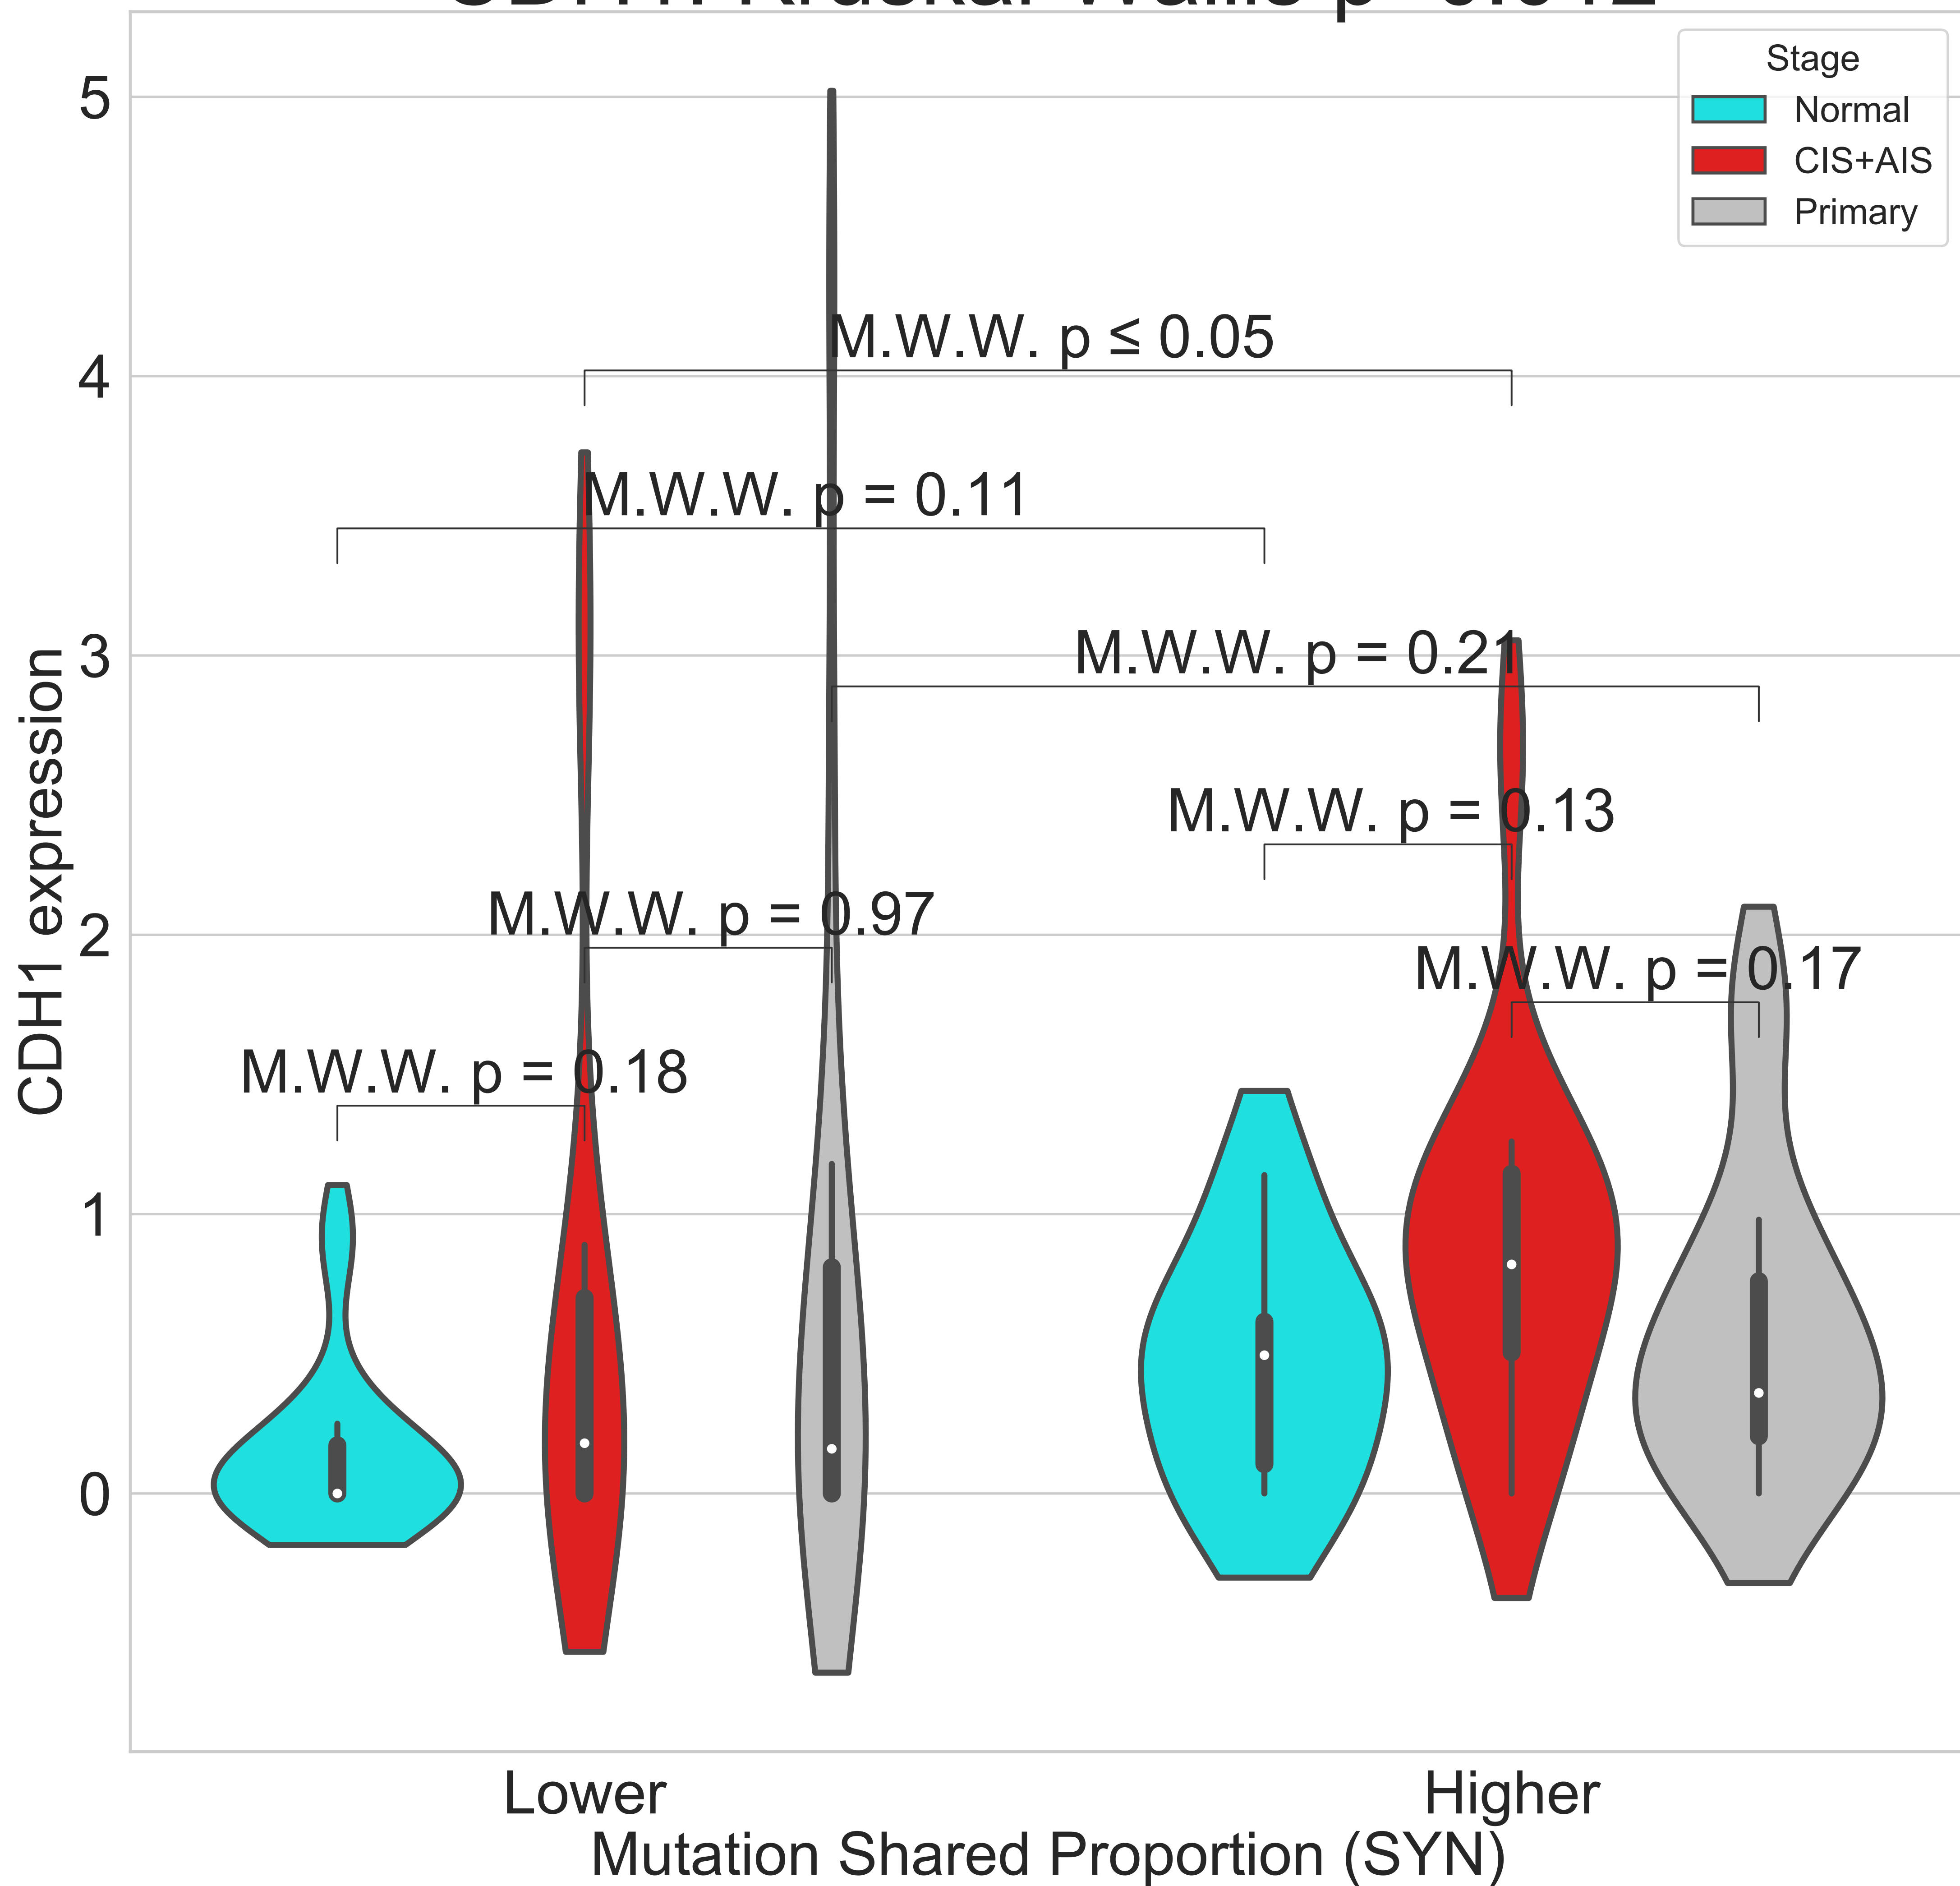 Stage
Normal
CIS+AIS
Primary
5
4
3
2
1
0
CDH1 expression
M.W.W. p ≤ 0.05
M.W.W. p = 0.11
M.W.W. p = 0.21
M.W.W. p = 0.13
M.W.W. p = 0.97
M.W.W. p = 0.17
M.W.W. p = 0.18
Lower
Higher
Mutation Shared Proportion (SYN)